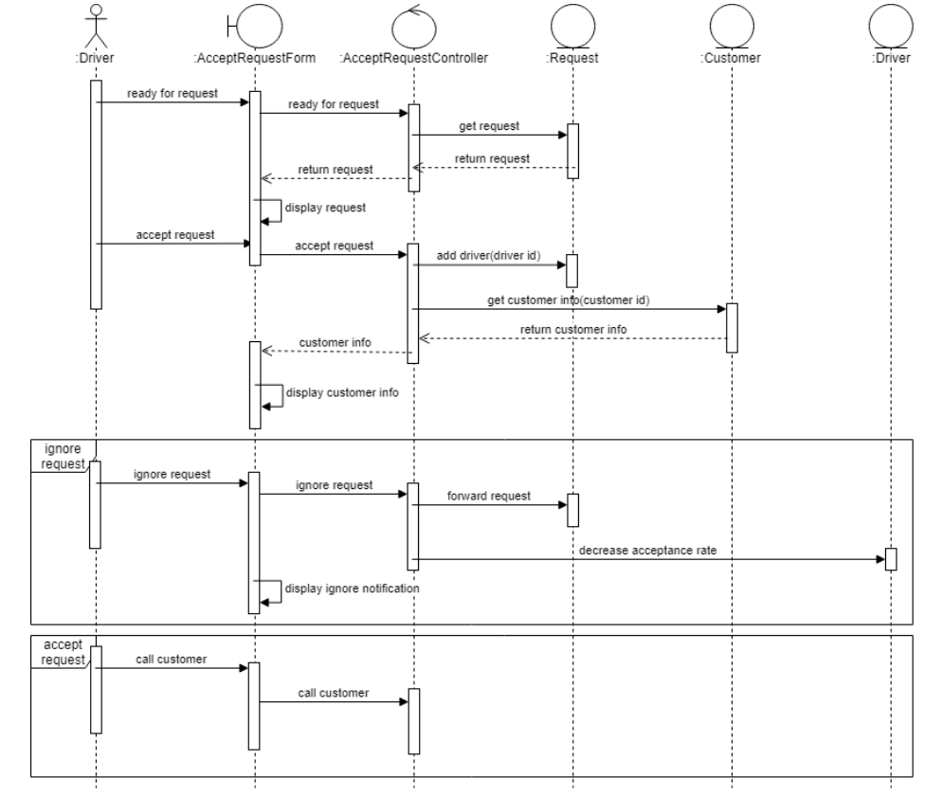 :Driver
:AcceptRequestForm
:AcceptRequestController
:Request
:Customer
:Driver
ready for request
ready for request
get request
return request
return request
display request
accept request
accept request
add driver(driver id)
get customer info(customer id)
return customer info
customer info
display customer info
ignore
request
ignore request
ignore request
forward request
decrease acceptance rate
display ignore notification
accept
request
call customer
call customer